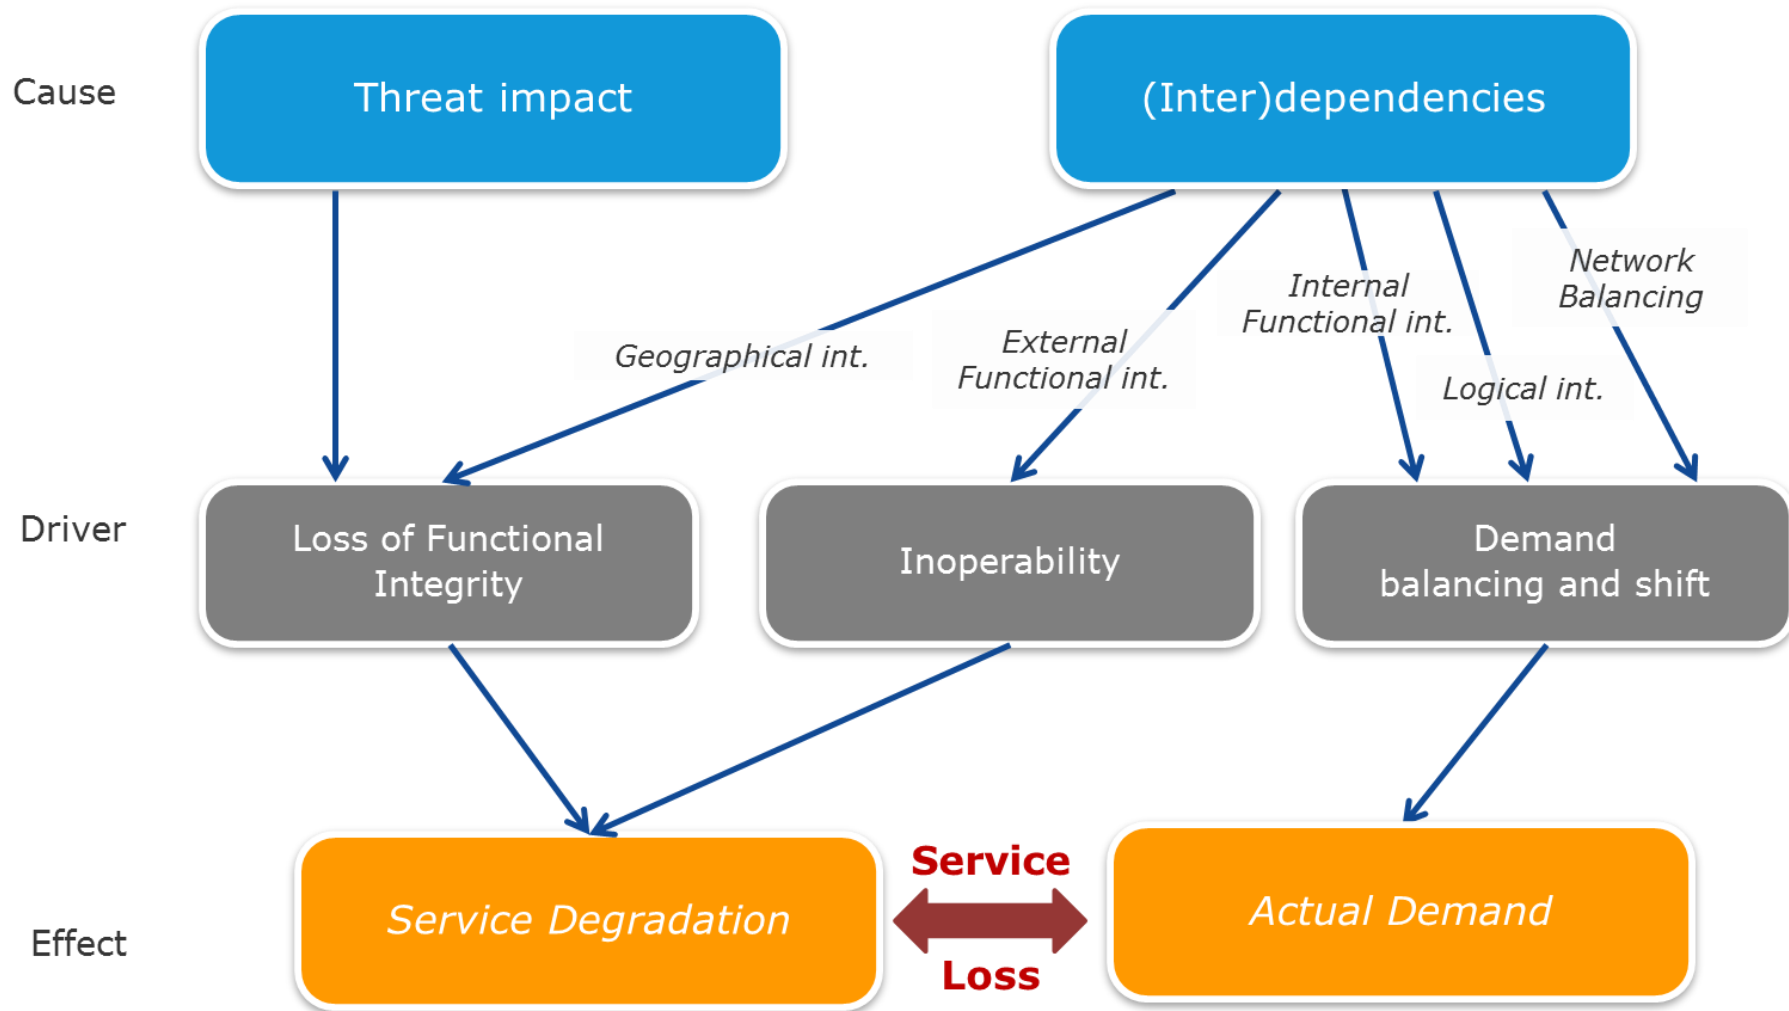 Cause
Threat impact
(Inter)dependencies
Network
Balancing
Internal
Functional int.
External
Functional int.
Geographical int.
Logical int.
Driver
Loss of Functional
Integrity
Inoperability
Demand
balancing and shift
Service
Loss
Service Degradation
Actual Demand
Effect